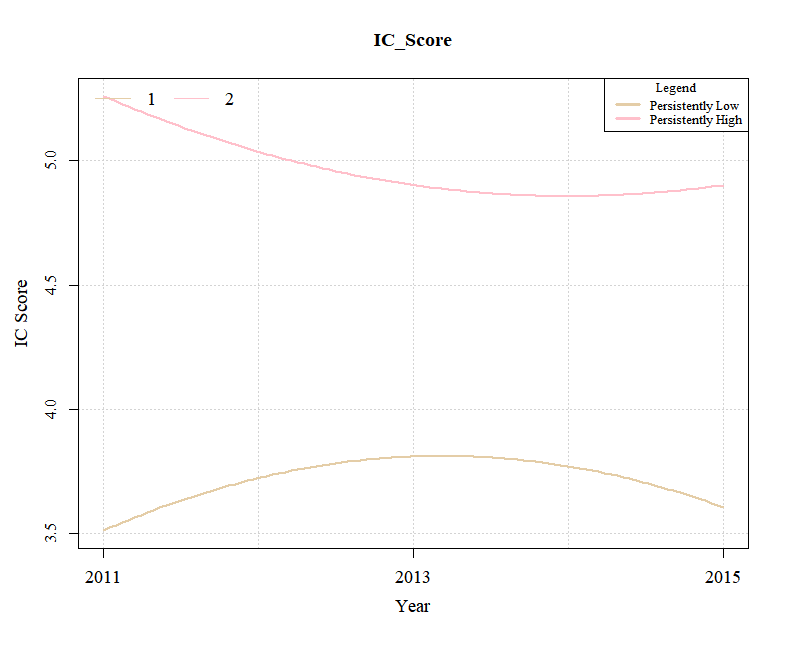 IC_Score
1 2
Legend
Persistently Low
Persistently High
5.0
4.5
4.0
3.5
IC Score
2011 2013 2015
Year